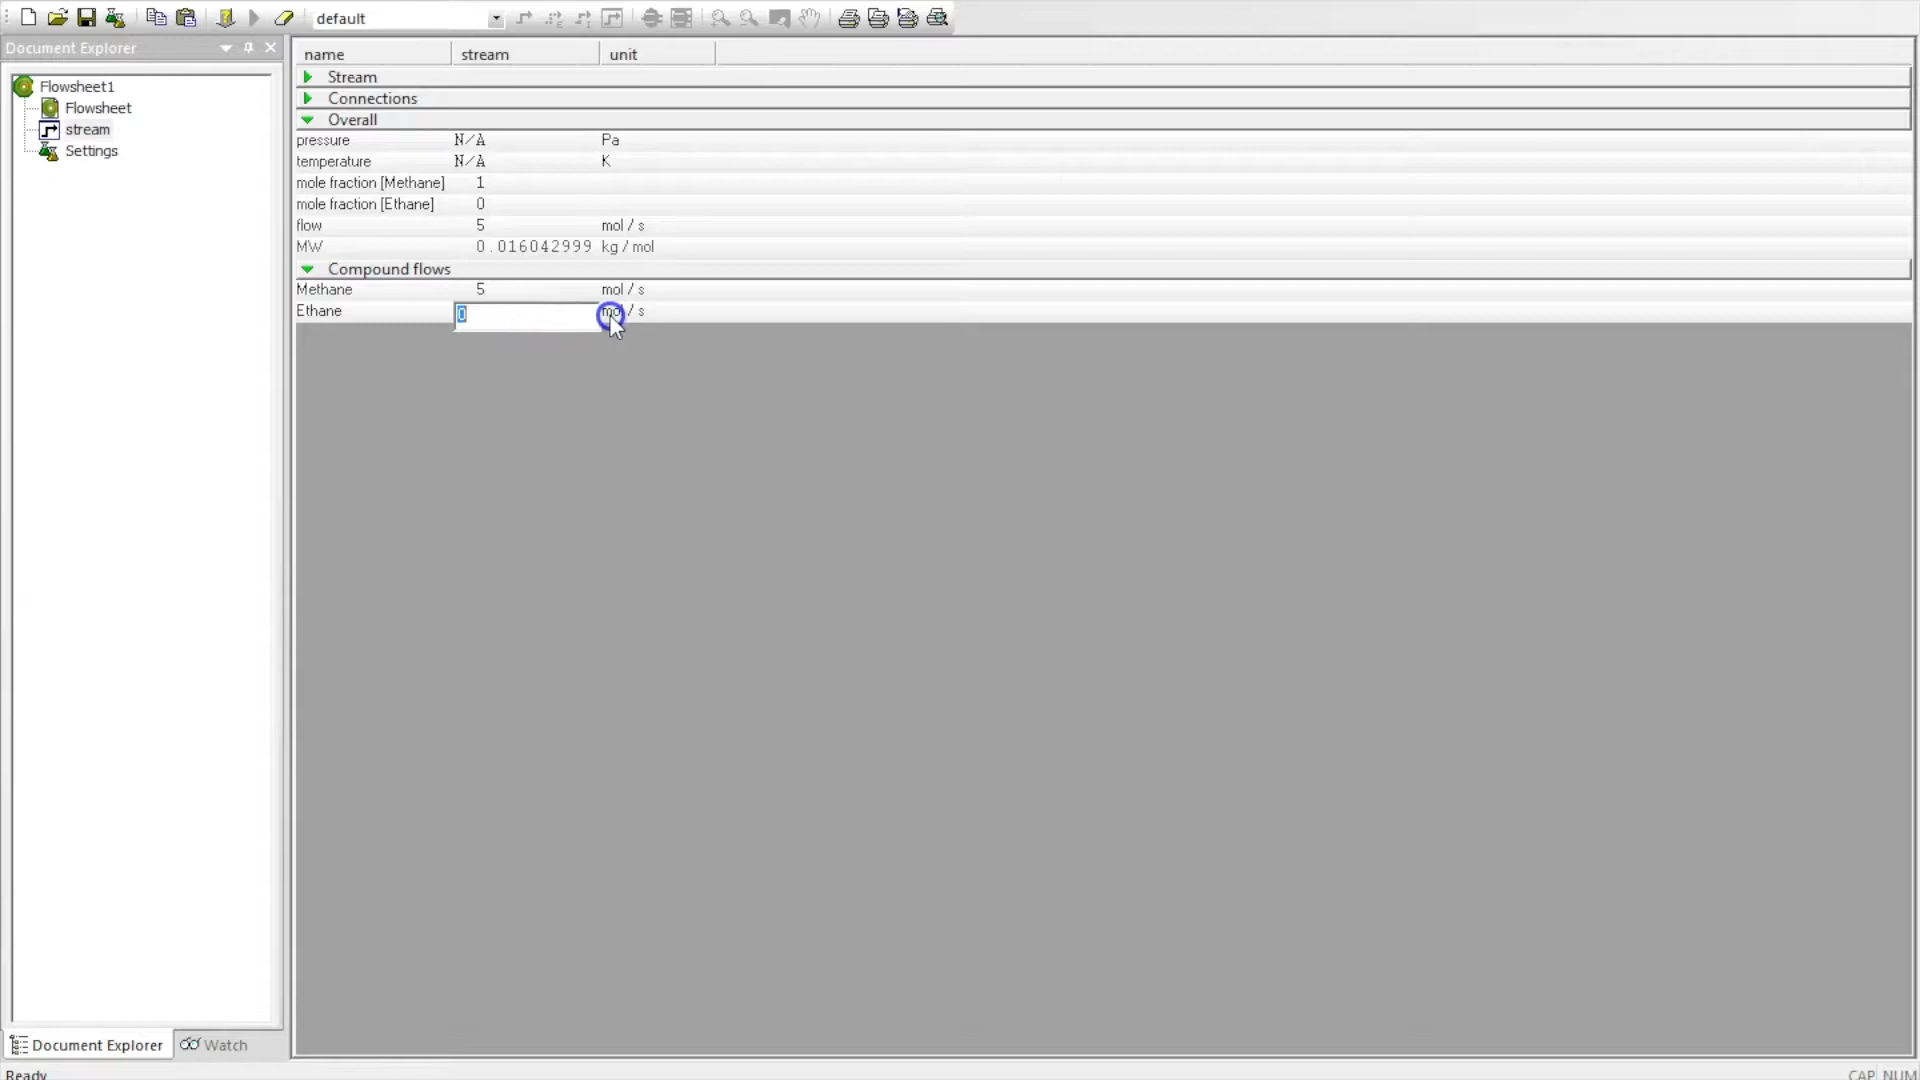 default
Document Explorer
Flowsheet1
Flowsheet
stream
Settings
name stream unit
Stream
Connections
Overall
pressure N/A Pa
temperature N/A K
mole fraction [Methane] 1
mole fraction [Ethane] 0
flow 5 mol / s
MW 0.016042999 kg / mol
Compound flows
Methane 5 mol / s
Ethane 0 mol / s
Document Explorer Watch
Ready CAP NUM